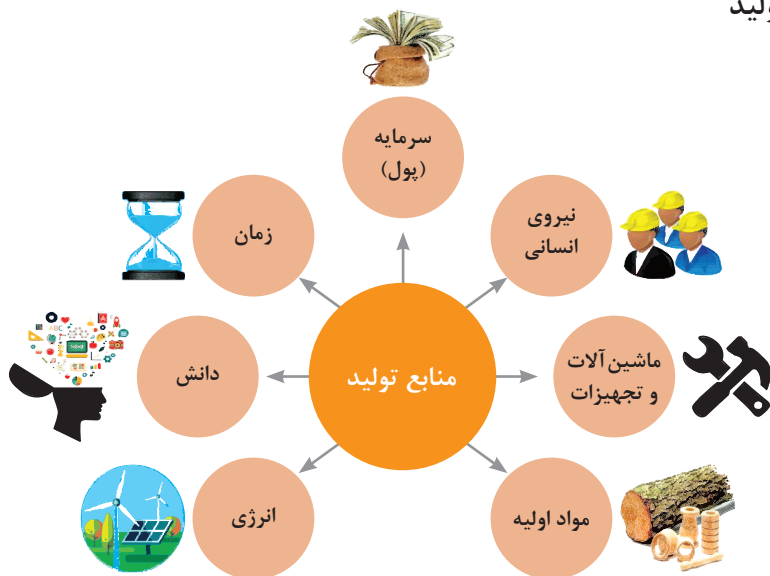 سرمایه
(پول)
نیروی
انسانی
زمان
ماشین‌آلات
و تجهیزات
منابع تولید
دانش
مواد اولیه
انرژی